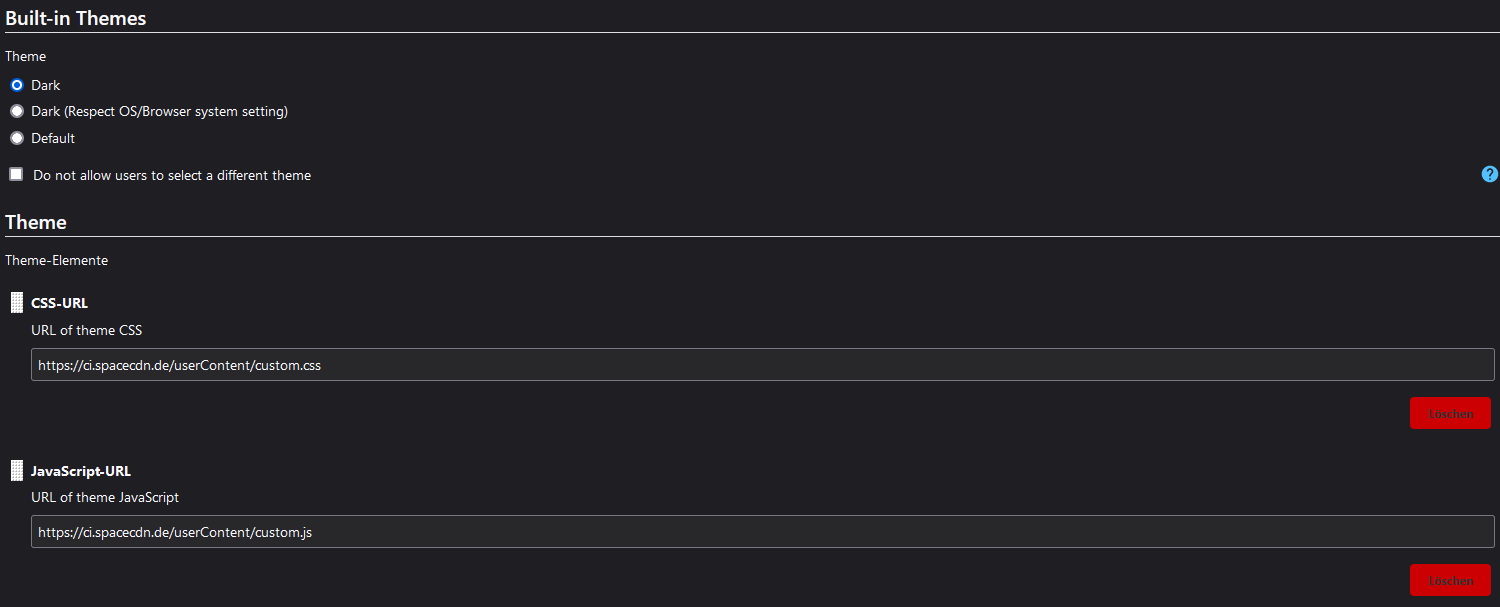 Built-in Themes
Theme
Dark
Dark (Respect OS/Browser system setting)
Default
Do not allow users to select a different theme
?
Theme
Theme-Elemente
CSS-URL
URL of theme CSS
https://ci.spacecdn.de/userContent/custom.css
Löschen
JavaScript-URL
URL of theme JavaScript
https://ci.spacecdn.de/userContent/custom.js
Löschen